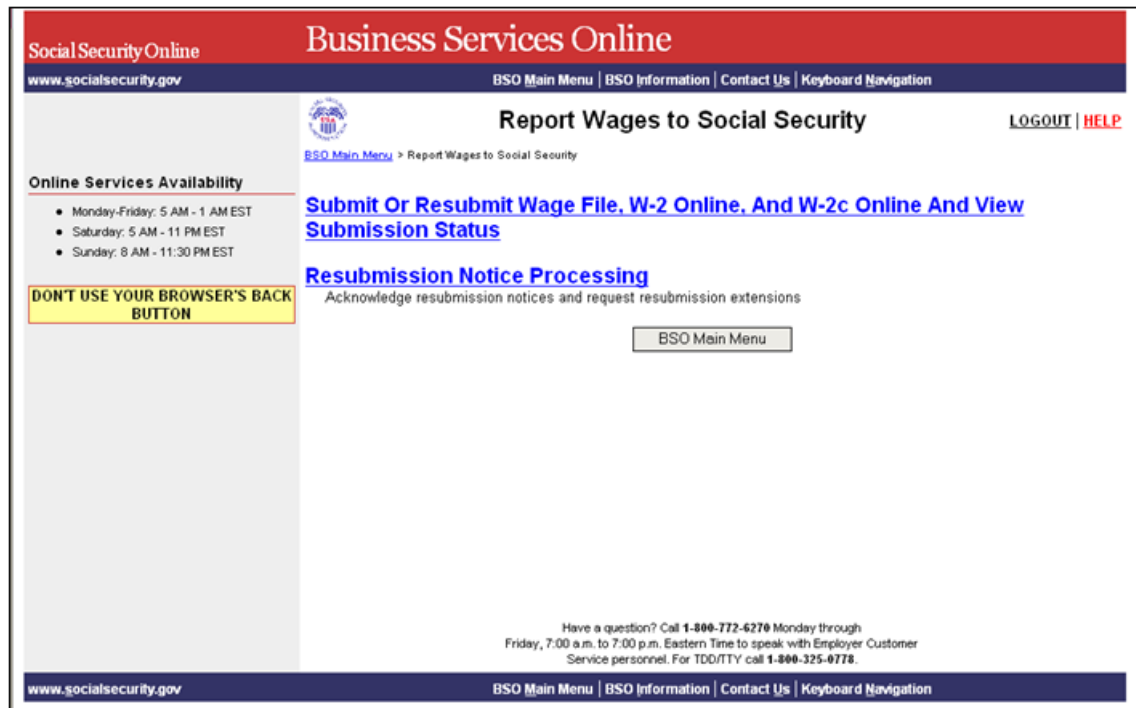 Social Security Online
Business Services Online
www.socialsecurity.gov
BSO Main Menu | BSO Information | Contact Us | Keyboard Navigation
Report Wages to Social Security
LOGOUT | HELP
BSO Main Menu > Report Wages to Social Security
Online Services Availability
• Monday-Friday: 5 AM - 1 AM EST
• Saturday: 5 AM - 11 PM EST
• Sunday: 8 AM - 11:30 PM EST
DON'T USE YOUR BROWSER'S BACK
BUTTON
Submit Or Resubmit Wage File, W-2 Online, And W-2c Online And View
Submission Status
Resubmission Notice Processing
Acknowledge resubmission notices and request resubmission extensions
BSO Main Menu
Have a question? Call 1-800-772-6270 Monday through
Friday, 7:00 a.m. to 7:00 p.m. Eastern Time to speak with Employer Customer
Service personnel. For TDD/TTY call 1-800-325-0778.
www.socialsecurity.gov
BSO Main Menu | BSO Information | Contact Us | Keyboard Navigation